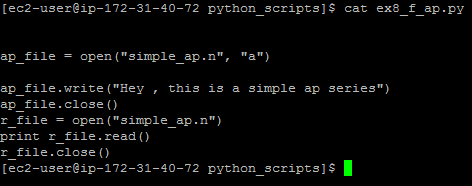 [ec2-user@ip-172-31-40-72 python_scripts]$ cat ex8_f_ap.py
ap_file = open("simple_ap.n", "a")
ap_file.write("Hey , this is a simple ap series")
ap_file.close()
r_file = open("simple_ap.n")
print r_file.read()
r_file.close()
[ec2-user@ip-172-31-40-72 python_scripts]$